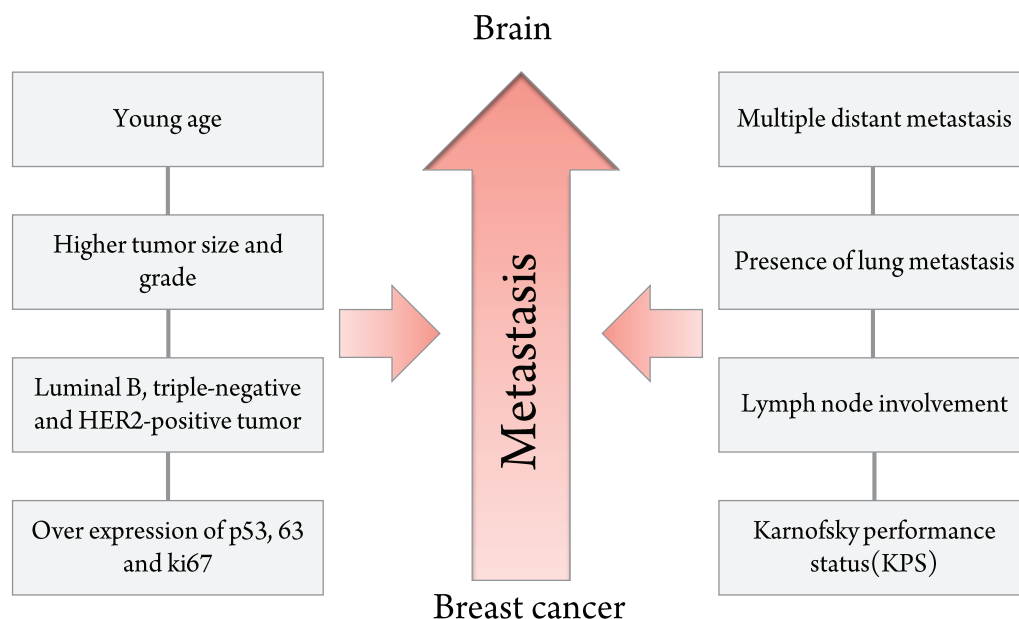 Brain
Young age
Higher tumor size and
grade
Luminal B, triple-negative
and HER2-positive tumor
Over expression of p53, 63
and ki67
Metastasis
Breast cancer
Multiple distant metastasis
Presence of lung metastasis
Lymph node involvement
Karnofsky performance
status(KPS)